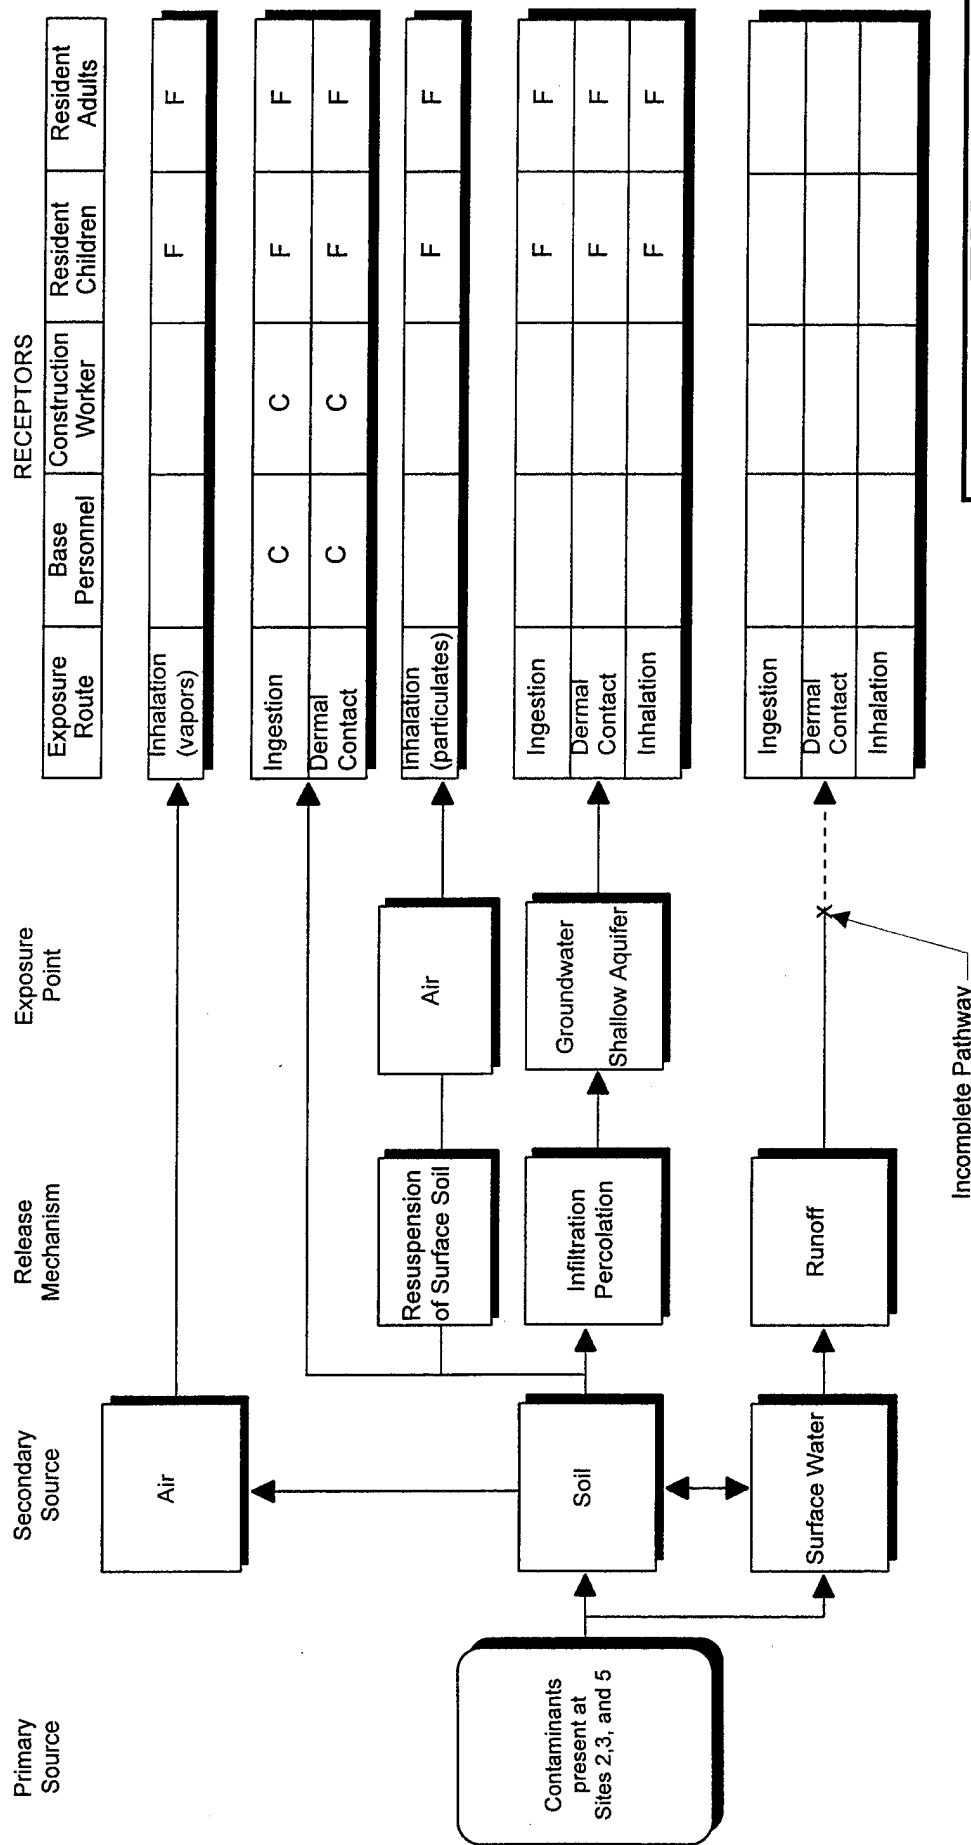 Primary
Source
Secondary
Source
Release
Mechanism
Exposure
Point
RECEPTORS
Exposure
Route
Base
Personnel
Construction
Worker
Resident
Children
Resident
Adults
Contaminants
present at
Sites 2,3, and 5
Air
Inhalation
(vapors)
F
F
Soil
Ingestion
C
C
F
F
Dermal
Contact
C
C
F
F
Resuspension
of Surface Soil
Air
Inhalation
(particulates)
F
F
Infiltration
Percolation
Groundwater
Shallow Aquifer
Ingestion
F
F
Dermal
Contact
F
F
Inhalation
F
F
Surface Water
Runoff
x
Ingestion
Dermal
Contact
Inhalation
Incomplete Pathway